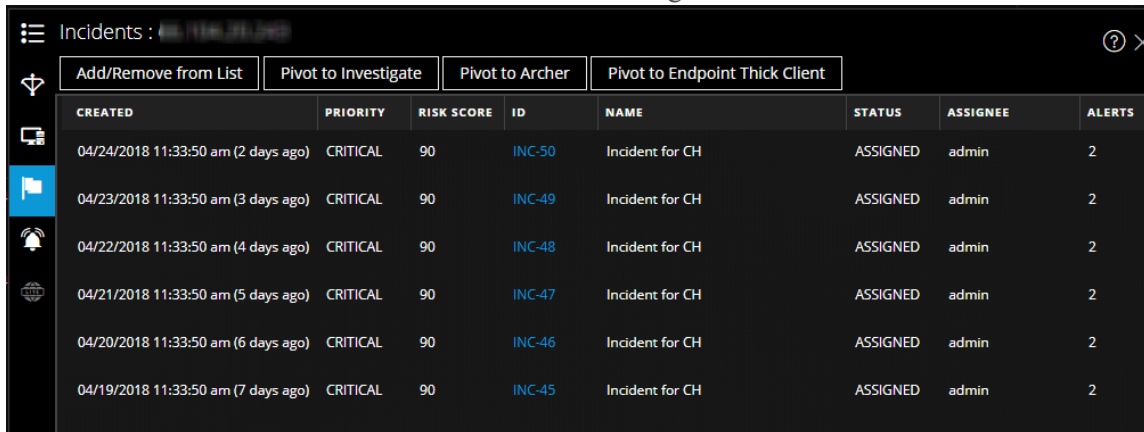 Incidents :
Add/Remove from List Pivot to Investigate Pivot to Archer Pivot to Endpoint Thick Client
CREATED PRIORITY RISK SCORE ID NAME STATUS ASSIGNEE ALERTS
04/24/2018 11:33:50 am (2 days ago) CRITICAL 90 INC-50 Incident for CH ASSIGNED admin 2
04/23/2018 11:33:50 am (3 days ago) CRITICAL 90 INC-49 Incident for CH ASSIGNED admin 2
04/22/2018 11:33:50 am (4 days ago) CRITICAL 90 INC-48 Incident for CH ASSIGNED admin 2
04/21/2018 11:33:50 am (5 days ago) CRITICAL 90 INC-47 Incident for CH ASSIGNED admin 2
04/20/2018 11:33:50 am (6 days ago) CRITICAL 90 INC-46 Incident for CH ASSIGNED admin 2
04/19/2018 11:33:50 am (7 days ago) CRITICAL 90 INC-45 Incident for CH ASSIGNED admin 2